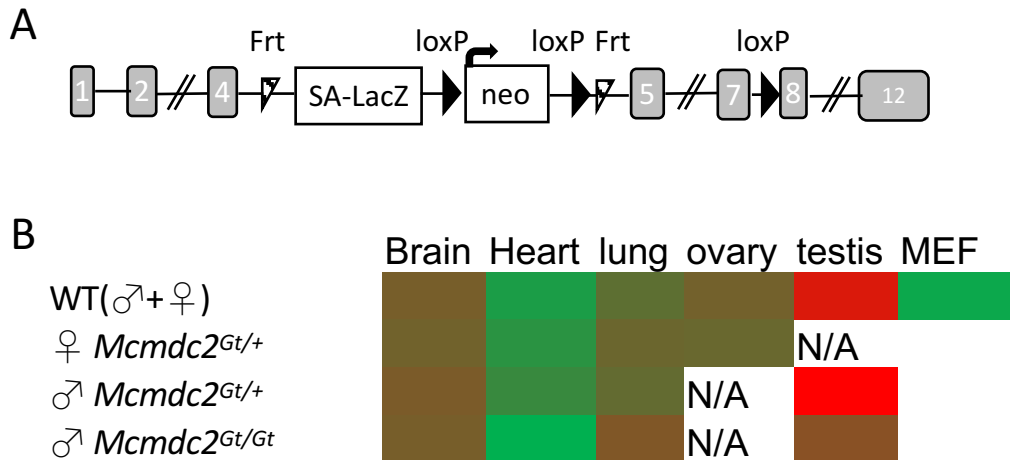 A
Frt loxP loxP Frt loxP
1 2 4 SA-LacZ neo 5 7 8 12
B
Brain Heart lung ovary testis MEF
WT(♂+♀)
♀ Mcmdc2Gt/+ N/A
♂ Mcmdc2Gt/+ N/A
♂ Mcmdc2Gt/Gt N/A